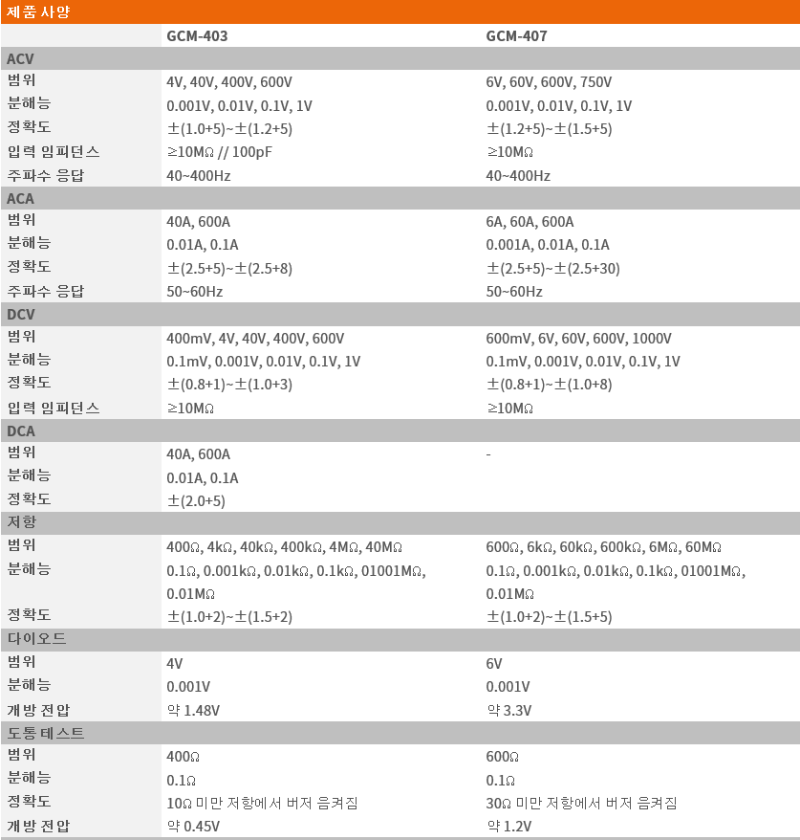 제품 사양
GCM-403 GCM-407
ACV
범위 4V, 40V, 400V, 600V 6V, 60V, 600V, 750V
분해능 0.001V, 0.01V, 0.1V, 1V 0.001V, 0.01V, 0.1V, 1V
정확도 ±(1.0+5)~±(1.2+5) ±(1.2+5)~±(1.5+5)
입력 임피던스 ≥10MΩ // 100pF ≥10MΩ
주파수 응답 40~400Hz 40~400Hz
ACA
범위 40A, 600A 6A, 60A, 600A
분해능 0.01A, 0.1A 0.001A, 0.01A, 0.1A
정확도 ±(2.5+5)~±(2.5+8) ±(2.5+5)~±(2.5+30)
주파수 응답 50~60Hz 50~60Hz
DCV
범위 400mV, 4V, 40V, 400V, 600V 600mV, 6V, 60V, 600V, 1000V
분해능 0.1mV, 0.001V, 0.01V, 0.1V, 1V 0.1mV, 0.001V, 0.01V, 0.1V, 1V
정확도 ±(0.8+1)~±(1.0+3) ±(0.8+1)~±(1.0+8)
입력 임피던스 ≥10MΩ ≥10MΩ
DCA
범위 40A, 600A -
분해능 0.01A, 0.1A
정확도 ±(2.0+5)
저항
범위 400Ω, 4kΩ, 40kΩ, 400kΩ, 4MΩ, 40MΩ 600Ω, 6kΩ, 60kΩ, 600kΩ, 6MΩ, 60MΩ
분해능 0.1Ω, 0.001kΩ, 0.01kΩ, 0.1kΩ, 01001MΩ, 0.1Ω, 0.001kΩ, 0.01kΩ, 0.1kΩ, 01001MΩ,
0.01MΩ 0.01MΩ
정확도 ±(1.0+2)~±(1.5+2) ±(1.0+2)~±(1.5+5)
다이오드
범위 4V 6V
분해능 0.001V 0.001V
개방 전압 약 1.48V 약 3.3V
도통 테스트
범위 400Ω 600Ω
분해능 0.1Ω 0.1Ω
정확도 10Ω 미만 저항에서 버저 음켜짐 30Ω 미만 저항에서 버저 음켜짐
개방 전압 약 0.45V 약 1.2V